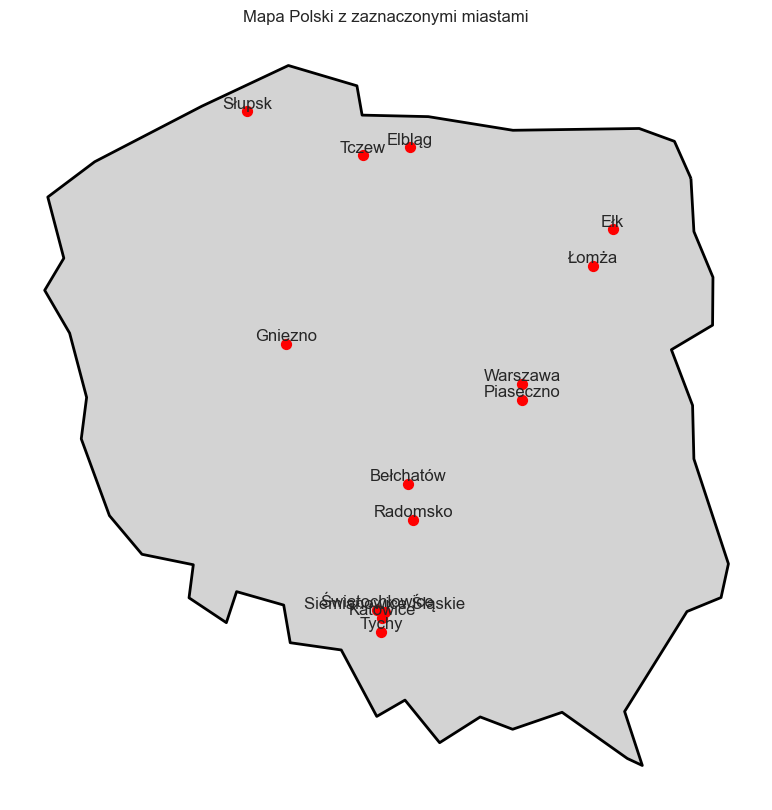 Mapa Polski z zaznaczonymi miastami
Słupsk
Elbląg
Tczew
Ełk
Łomża
Gniezno
Warszawa
Piaseczno
Bełchatów
Radomsko
Świętochłowice
Siemianowice Śląskie
Katowice
Tychy